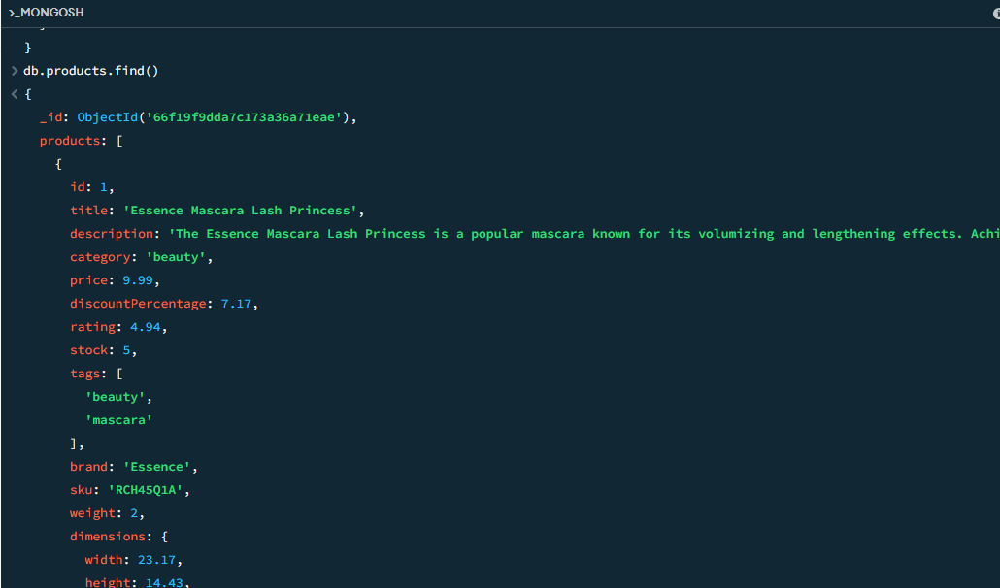 >_MONGOSH
}
> db.products.find()
< {
_id: ObjectId('66f19f9dda7c173a36a71eae'),
products: [
{
id: 1,
title: 'Essence Mascara Lash Princess',
description: 'The Essence Mascara Lash Princess is a popular mascara known for its volumizing and lengthening effects. Achi
category: 'beauty',
price: 9.99,
discountPercentage: 7.17,
rating: 4.94,
stock: 5,
tags: [
'beauty',
'mascara'
],
brand: 'Essence',
sku: 'RCH45Q1A',
weight: 2,
dimensions: {
width: 23.17,
height: 14.43,